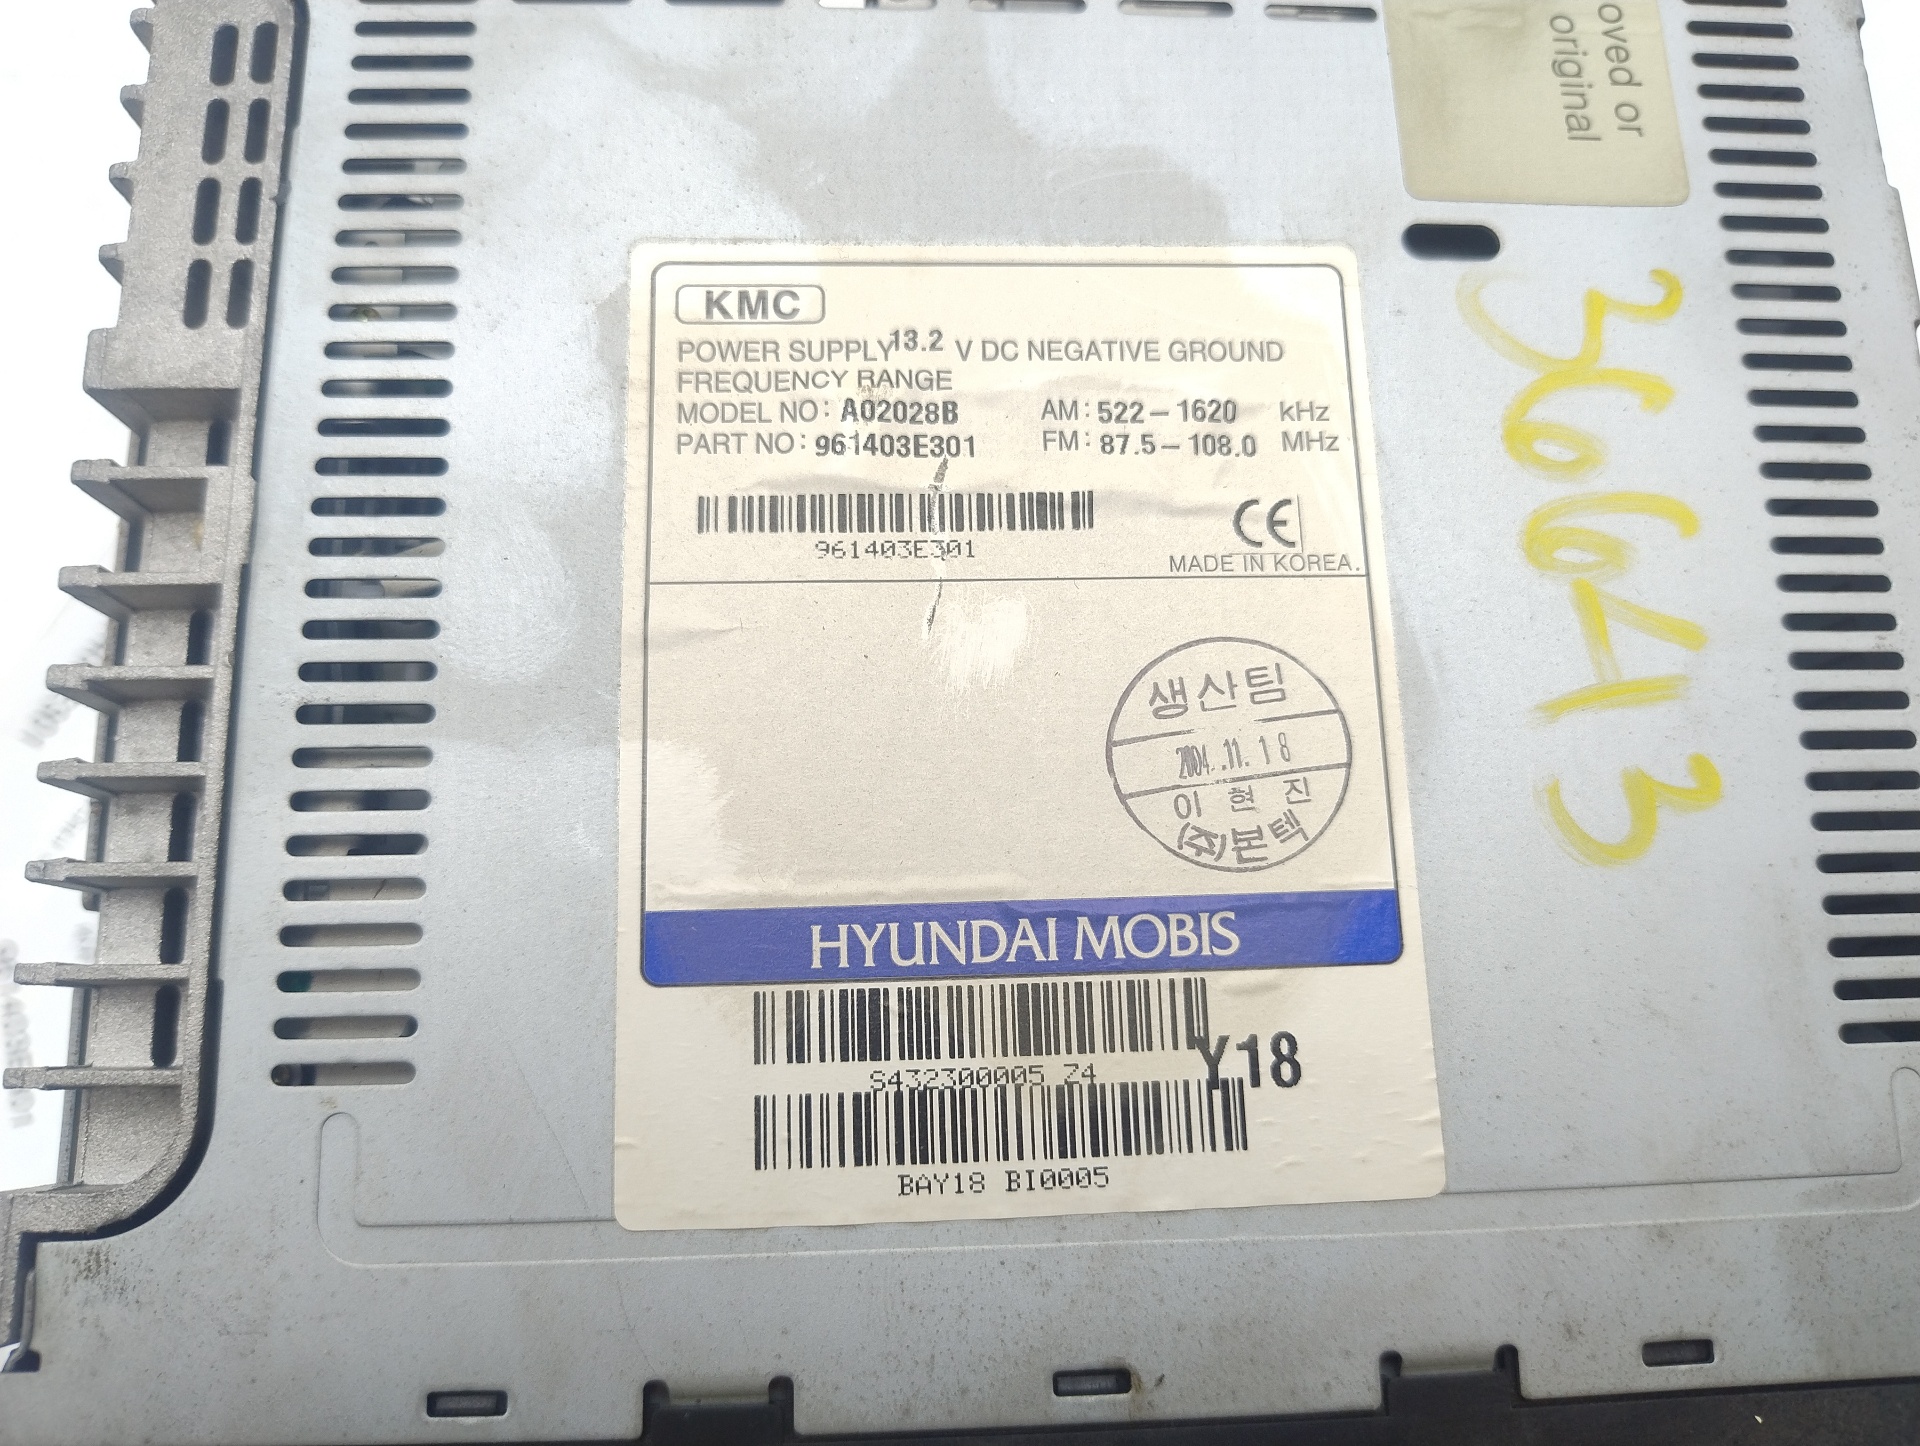 oved or
original
KMC
POWER SUPPLY 13.2 V DC NEGATIVE GROUND
FREQUENCY RANGE
MODEL NO: A02028B AM: 522-1620 kHz
PART NO: 961403E301 FM: 87.5-108.0 MHz
961403E301
CE
MADE IN KOREA.
생산팀
2004.11.18
이현진
(주)본텍
HYUNDAI MOBIS
S432300005 Z4
Y18
BAY18 BI0005